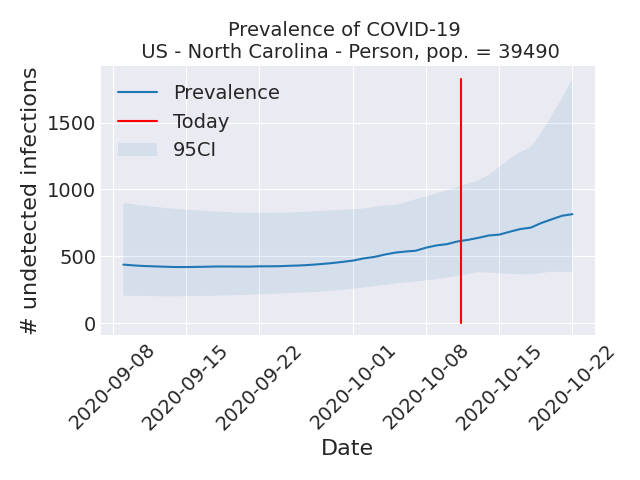 Prevalence of COVID-19
US - North Carolina - Person, pop. = 39490
# undetected infections
Prevalence
Today
95CI
1500
1000
500
0
2020-09-08
2020-09-15
2020-09-22
2020-10-01
2020-10-08
2020-10-15
2020-10-22
Date